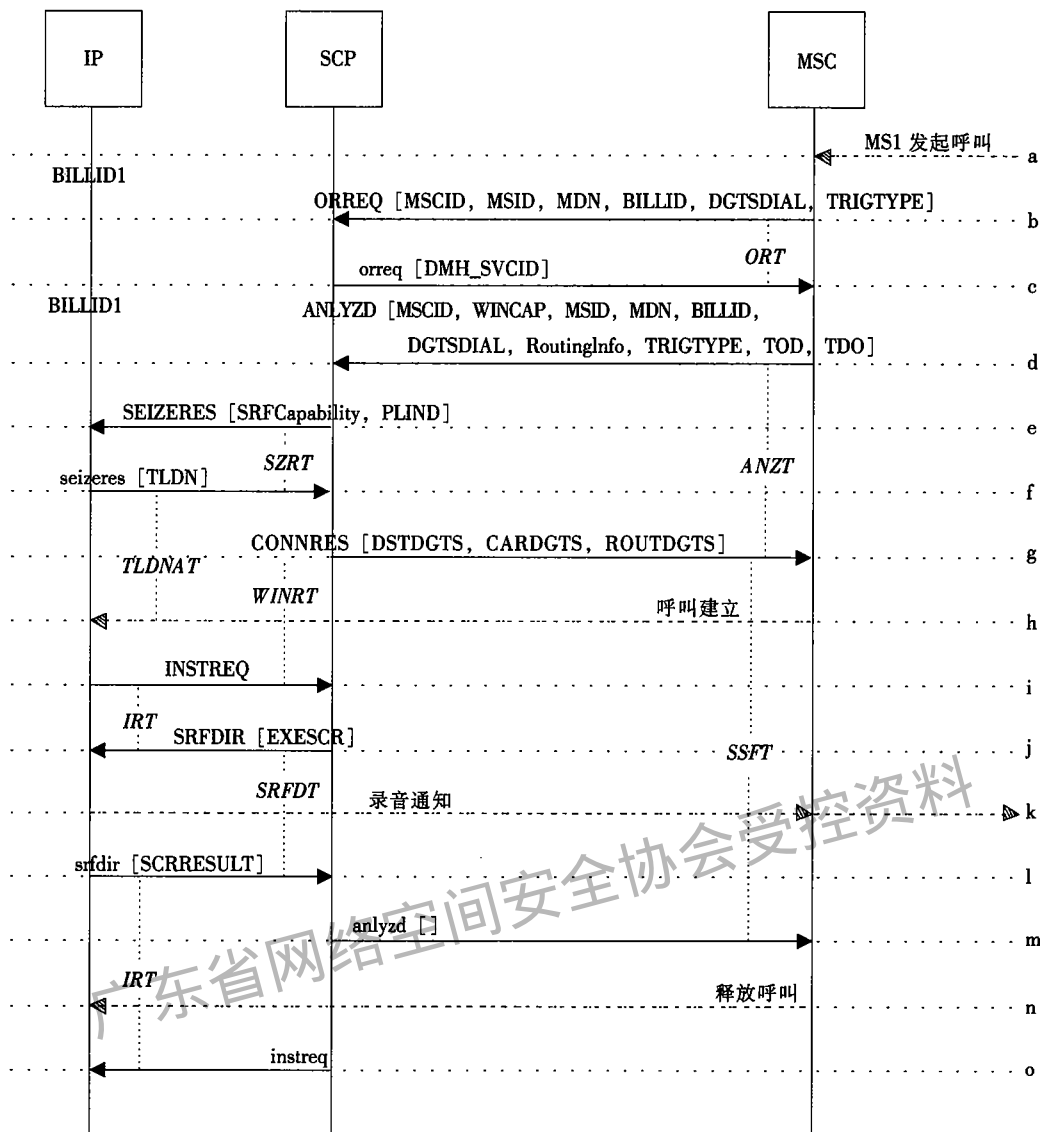 IP
SCP
MSC
MS1 发起呼叫
a
BILLID1
ORREQ [MSCID, MSID, MDN, BILLID, DGTSDIAL, TRIGTYPE]
b
ORT
orreq [DMH_SVCID]
c
BILLID1
ANLYZD [MSCID, WINCAP, MSID, MDN, BILLID,
DGTSDIAL, RoutingInfo, TRIGTYPE, TOD, TDO]
d
SEIZERES [SRFCapability, PLIND]
e
SZRT
ANZT
seizeres [TLDN]
f
CONNRES [DSTDGTS, CARDGTS, ROUTDGTS]
g
TLDNAT
WINRT
呼叫建立
h
INSTREQ
i
IRT
SRFDIR [EXESCR]
j
SSFT
SRFDT
录音通知
k
srfdir [SCRRESULT]
l
anlyzd []
m
IRT
释放呼叫
n
instreq
o
广东省网络空间安全协会受控资料